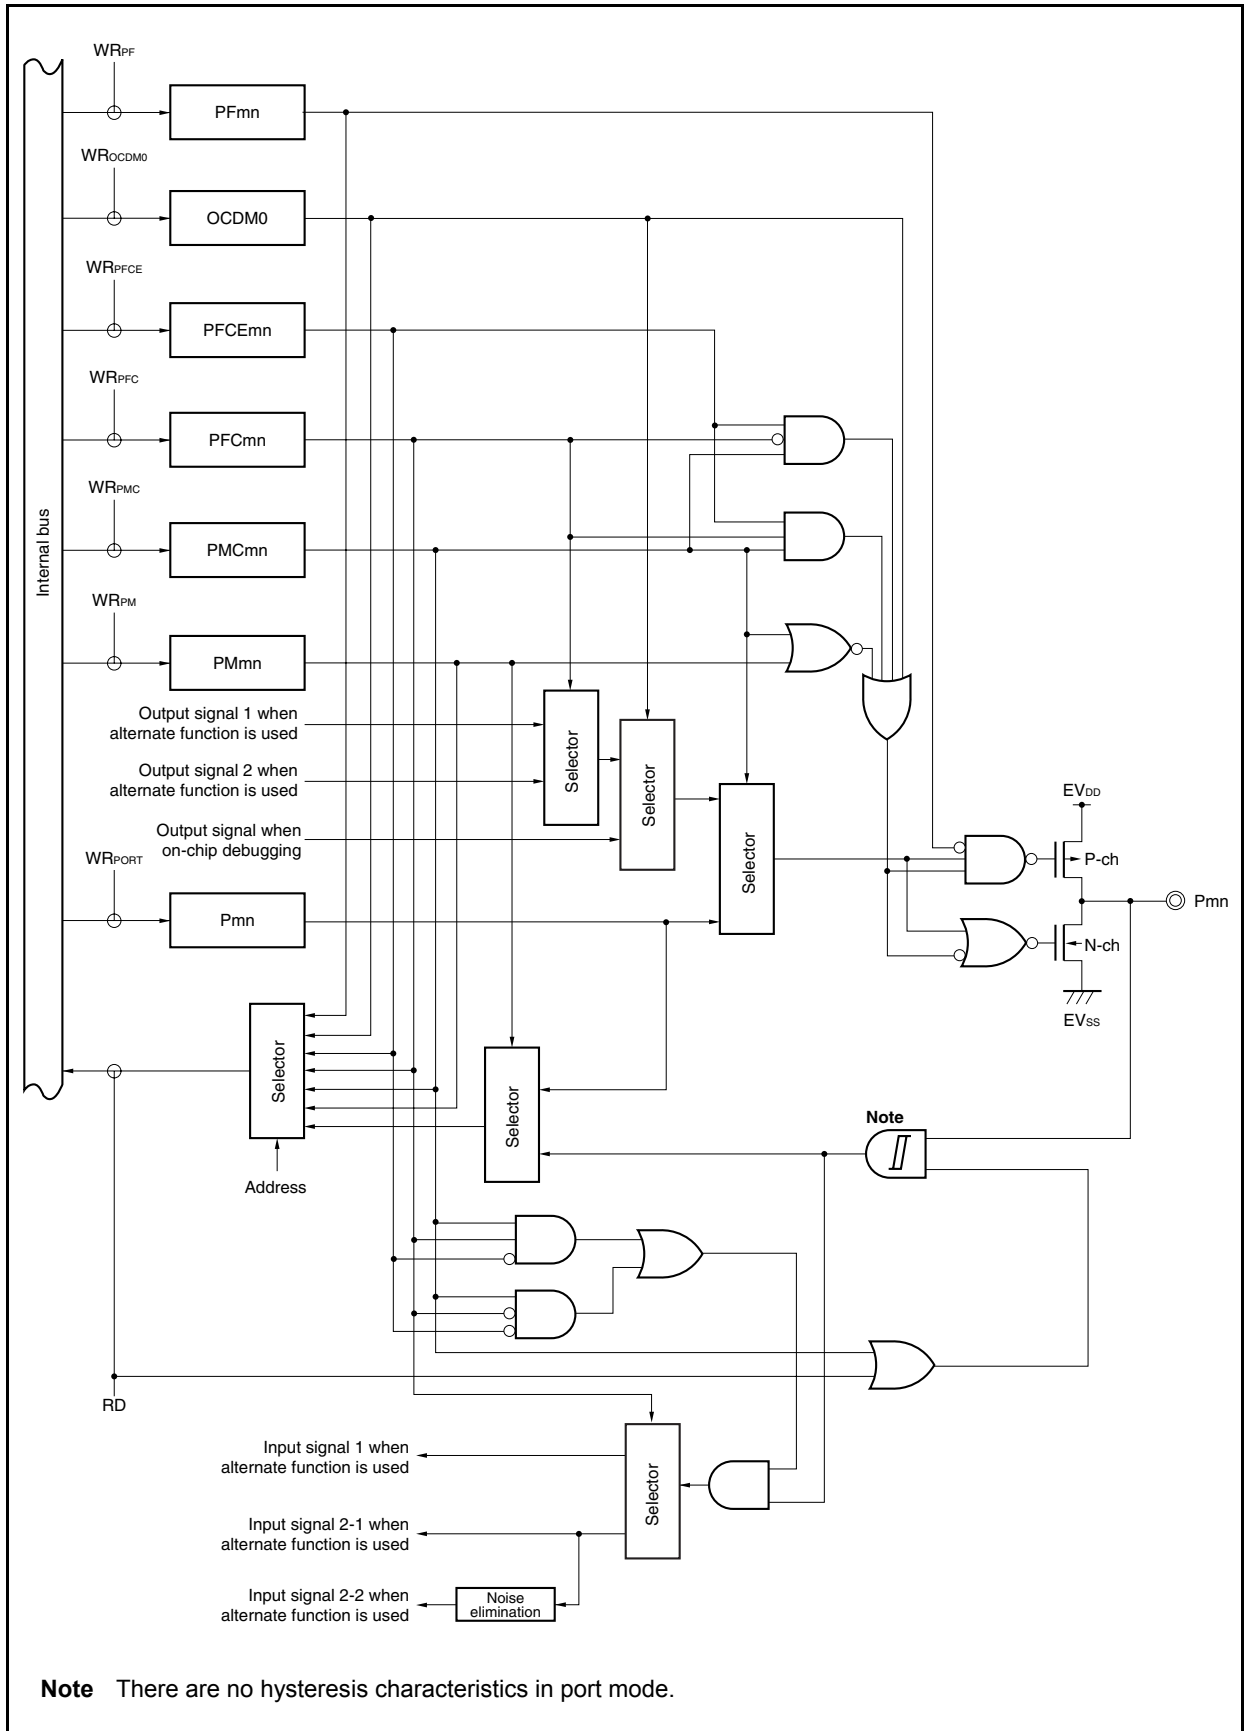 WRPF
PFmn
WROCDM0
OCDM0
WRPFCE
PFCEmn
WRPFC
PFCmn
WRPMC
PMCmn
Internal bus
WRPM
PMmn
Output signal 1 when
alternate function is used
Output signal 2 when
alternate function is used
Output signal when
on-chip debugging
Selector
Selector
Selector
WRPORT
Pmn
EVDD
P-ch
Pmn
N-ch
EVSS
Selector
Selector
Address
Note
RD
Input signal 1 when
alternate function is used
Input signal 2-1 when
alternate function is used
Input signal 2-2 when
alternate function is used
Selector
Noise
elimination
Note There are no hysteresis characteristics in port mode.